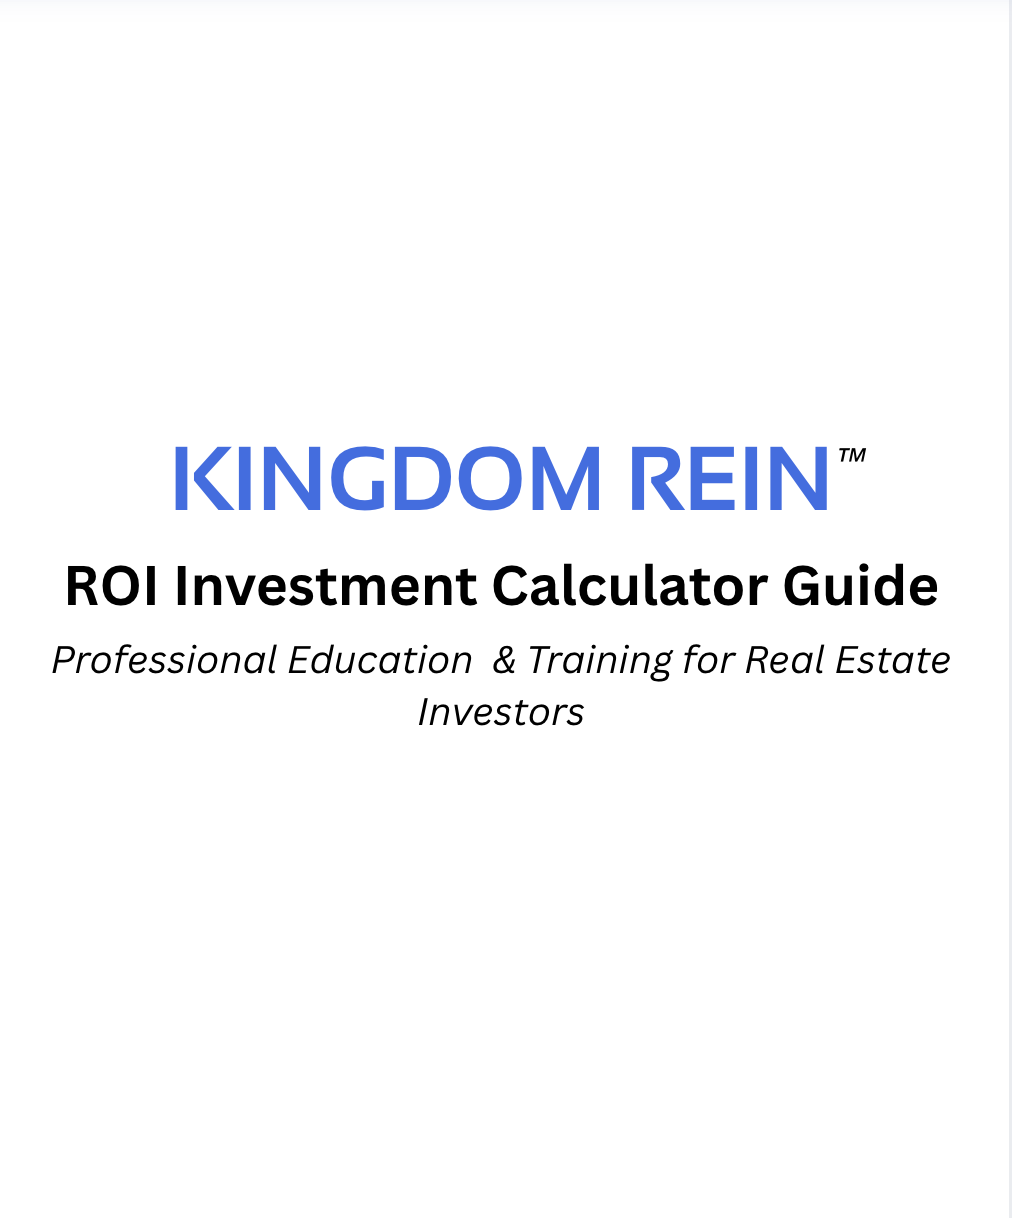 KINGDOM REIN™
ROI Investment Calculator Guide
Professional Education  & Training for Real Estate
Investors